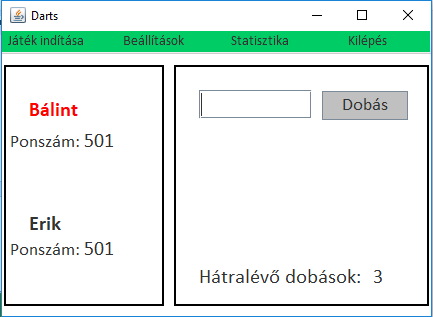 Darts
Játék indítása Beállítások Statisztika Kilépés
Bálint
Ponszám: 501
Erik
Ponszám: 501
Dobás
Hátralévő dobások: 3